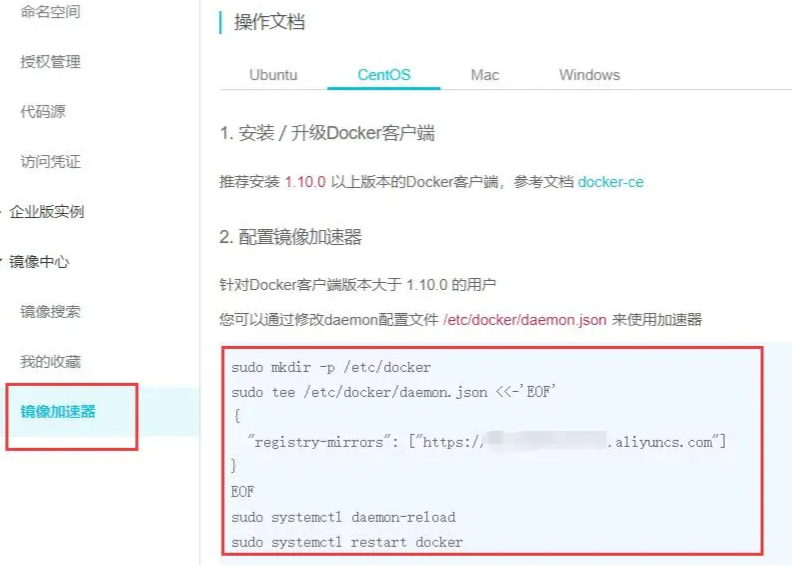 命名空间
授权管理
代码源
访问凭证
企业版实例
镜像中心
镜像搜索
我的收藏
镜像加速器
操作文档
Ubuntu CentOS Mac Windows
1. 安装 / 升级Docker客户端
推荐安装 1.10.0 以上版本的Docker客户端，参考文档 docker-ce
2. 配置镜像加速器
针对Docker客户端版本大于 1.10.0 的用户
您可以通过修改daemon配置文件 /etc/docker/daemon.json 来使用加速器
sudo mkdir -p /etc/docker
sudo tee /etc/docker/daemon.json <<-'EOF'
{
"registry-mirrors": ["https:// .aliyuncs.com"]
}
EOF
sudo systemctl daemon-reload
sudo systemctl restart docker